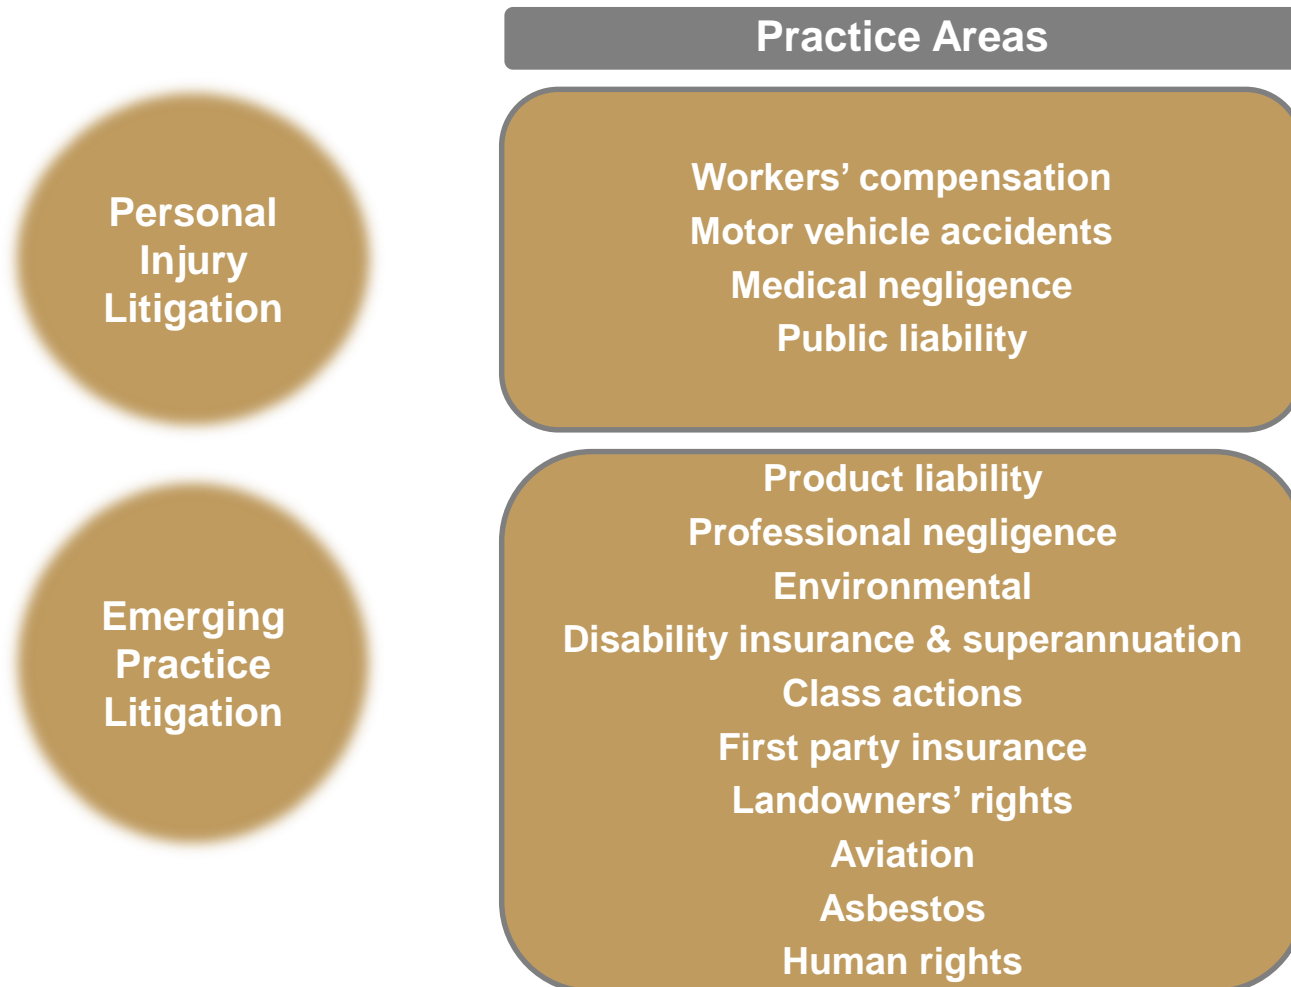 Practice Areas
Personal
Injury
Litigation
Workers’ compensation
Motor vehicle accidents
Medical negligence
Public liability
Emerging
Practice
Litigation
Product liability
Professional negligence
Environmental
Disability insurance & superannuation
Class actions
First party insurance
Landowners’ rights
Aviation
Asbestos
Human rights